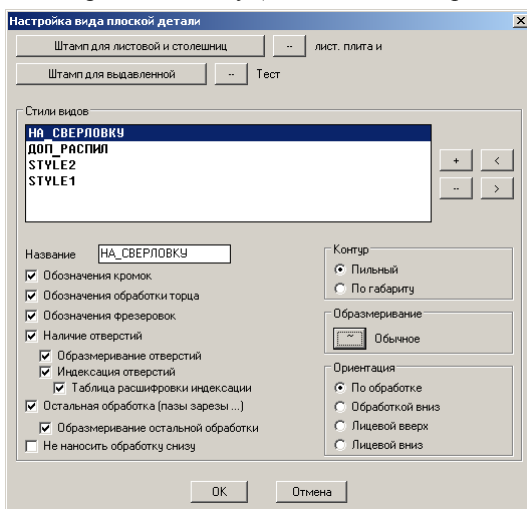 Настройка вида плоской детали
Штамп для листовой и столешниц -- лист. плита и
Штамп для выдавленной -- Тест
Стили видов
НА_СВЕРЛОВКУ
ДОП_РАСПИЛ
STYLE2
STYLE1
+ <
-- >
Название НА_СВЕРЛОВКУ
Обозначения кромок
Обозначения обработки торца
Обозначения фрезеровок
Наличие отверстий
Образмеривание отверстий
Индексация отверстий
Таблица расшифровки индексации
Остальная обработка (пазы зарезы ...)
Образмеривание остальной обработки
Не наносить обработку снизу
Контур
Пильный
По габариту
Образмеривание
~ Обычное
Ориентация
По обработке
Обработкой вниз
Лицевой вверх
Лицевой вниз
OK Отмена